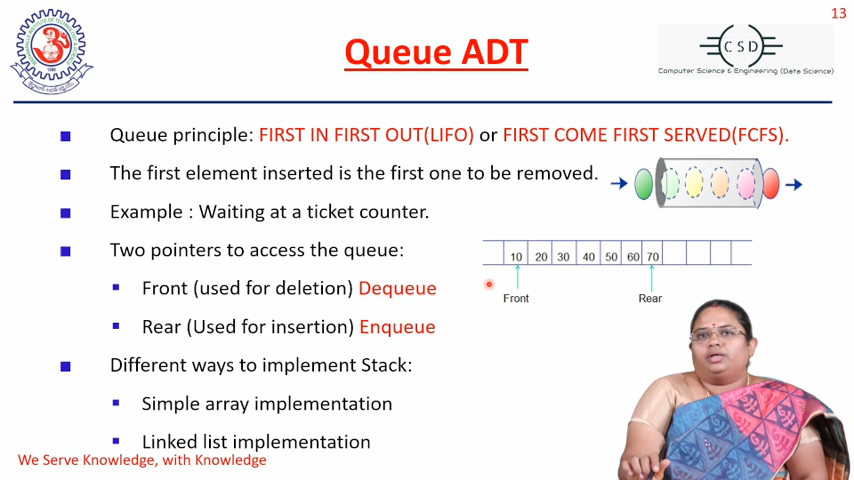 13
Queue ADT
CSD
Computer Science & Engineering (Data Science)
Queue principle: FIRST IN FIRST OUT(LIFO) or FIRST COME FIRST SERVED(FCFS).
The first element inserted is the first one to be removed.
Example : Waiting at a ticket counter.
Two pointers to access the queue:
10 20 30 40 50 60 70
Front (used for deletion) Dequeue
Front Rear
Rear (Used for insertion) Enqueue
Different ways to implement Stack:
Simple array implementation
Linked list implementation
We Serve Knowledge, with Knowledge